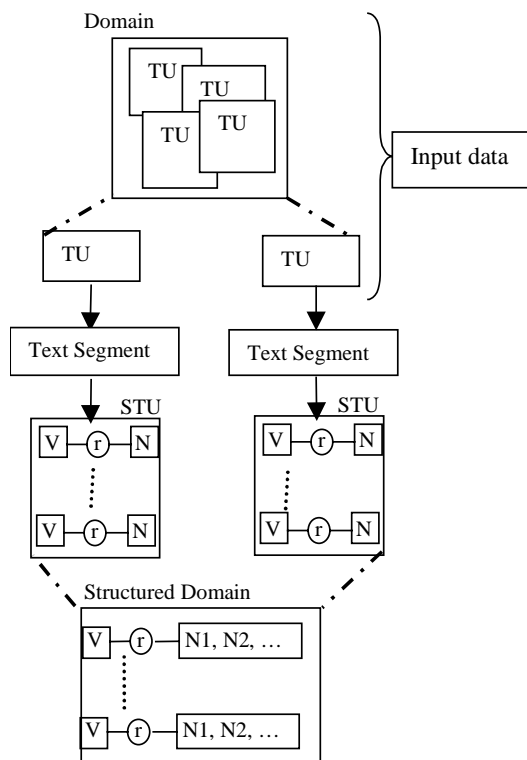 Domain
TU
TU
TU
TU
Input data
TU
TU
Text Segment
Text Segment
STU
STU
V r N
V r N
V r N
V r N
Structured Domain
V r N1, N2, …
V r N1, N2, …